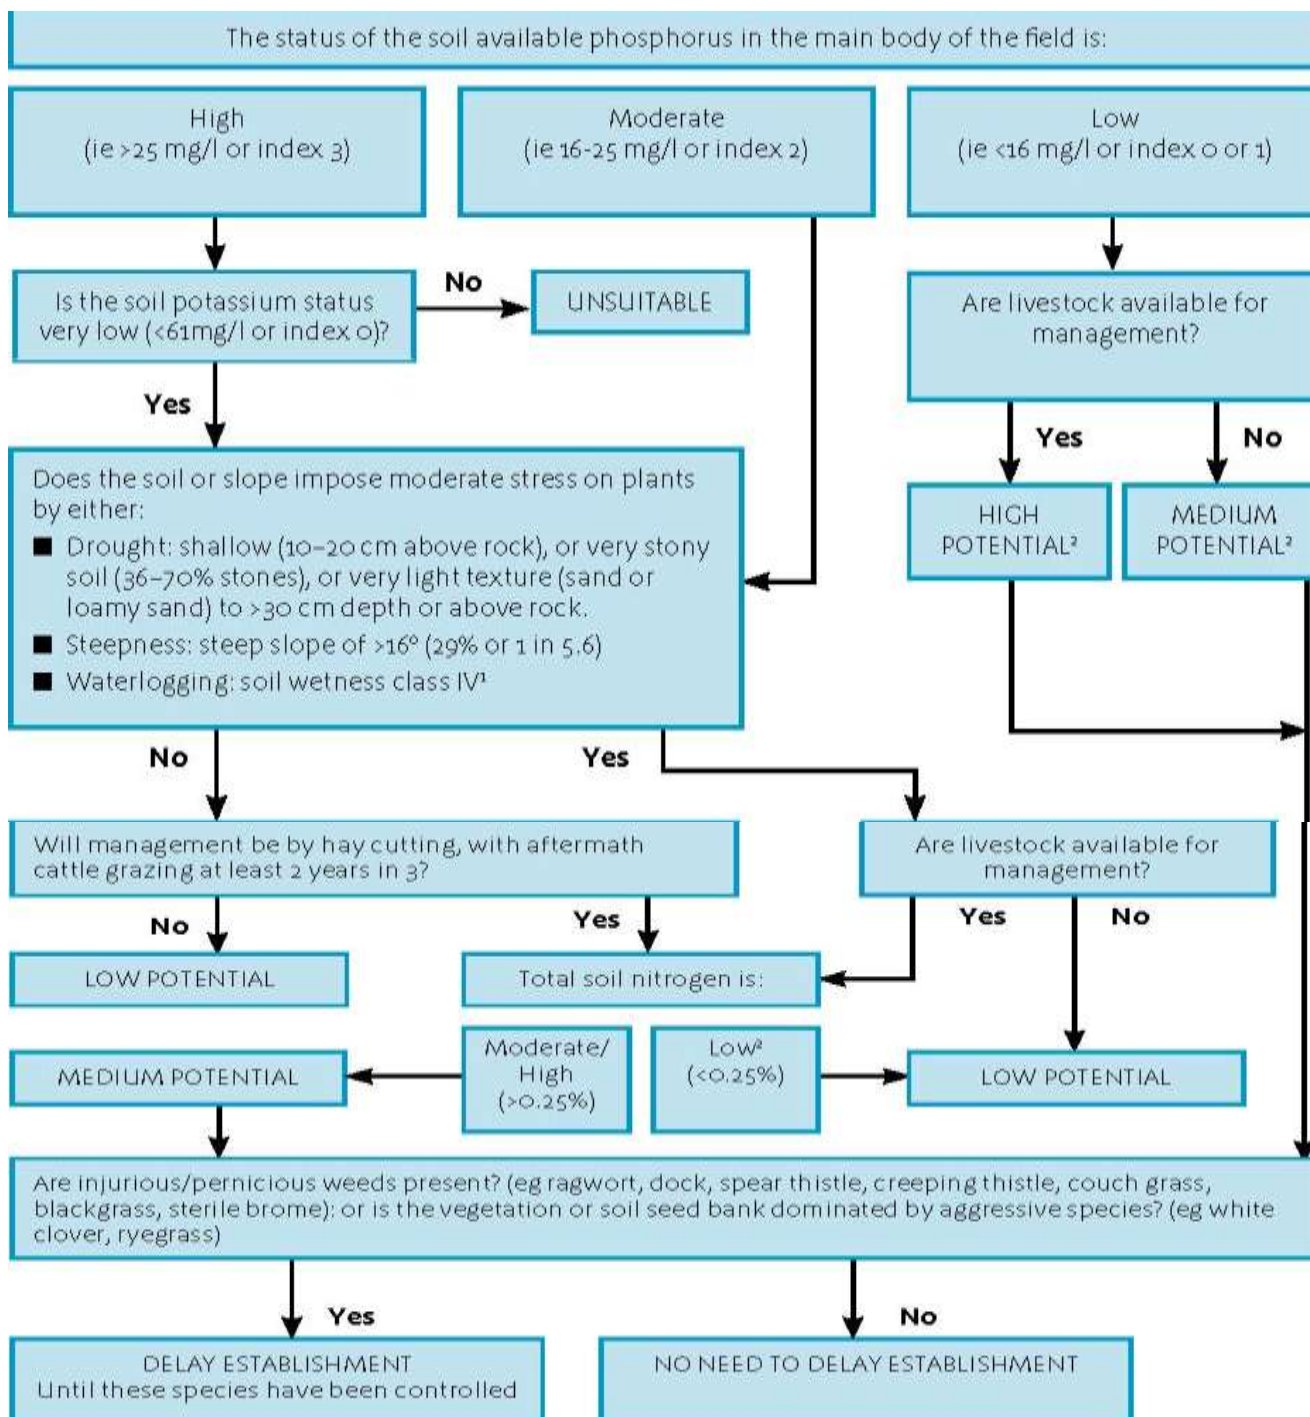 The status of the soil available phosphorus in the main body of the field is:
High
(ie >25 mg/l or index 3)
Moderate
(ie 16-25 mg/l or index 2)
Low
(ie <16 mg/l or index 0 or 1)
Is the soil potassium status
very low (<61mg/l or index 0)?
No
UNSUITABLE
Are livestock available for
management?
Yes
Yes
No
Does the soil or slope impose moderate stress on plants
by either:
■ Drought: shallow (10–20 cm above rock), or very stony
soil (36–70% stones), or very light texture (sand or
loamy sand) to >30 cm depth or above rock.
■ Steepness: steep slope of >16° (29% or 1 in 5.6)
■ Waterlogging: soil wetness class IV¹
HIGH
POTENTIAL²
MEDIUM
POTENTIAL²
No
Yes
Will management be by hay cutting, with aftermath
cattle grazing at least 2 years in 3?
Are livestock available for
management?
No
Yes
Yes
No
LOW POTENTIAL
Total soil nitrogen is:
MEDIUM POTENTIAL
Moderate/
High
(>0.25%)
Low²
(<0.25%)
LOW POTENTIAL
Are injurious/pernicious weeds present? (eg ragwort, dock, spear thistle, creeping thistle, couch grass,
blackgrass, sterile brome): or is the vegetation or soil seed bank dominated by aggressive species? (eg white
clover, ryegrass)
Yes
No
DELAY ESTABLISHMENT
Until these species have been controlled
NO NEED TO DELAY ESTABLISHMENT